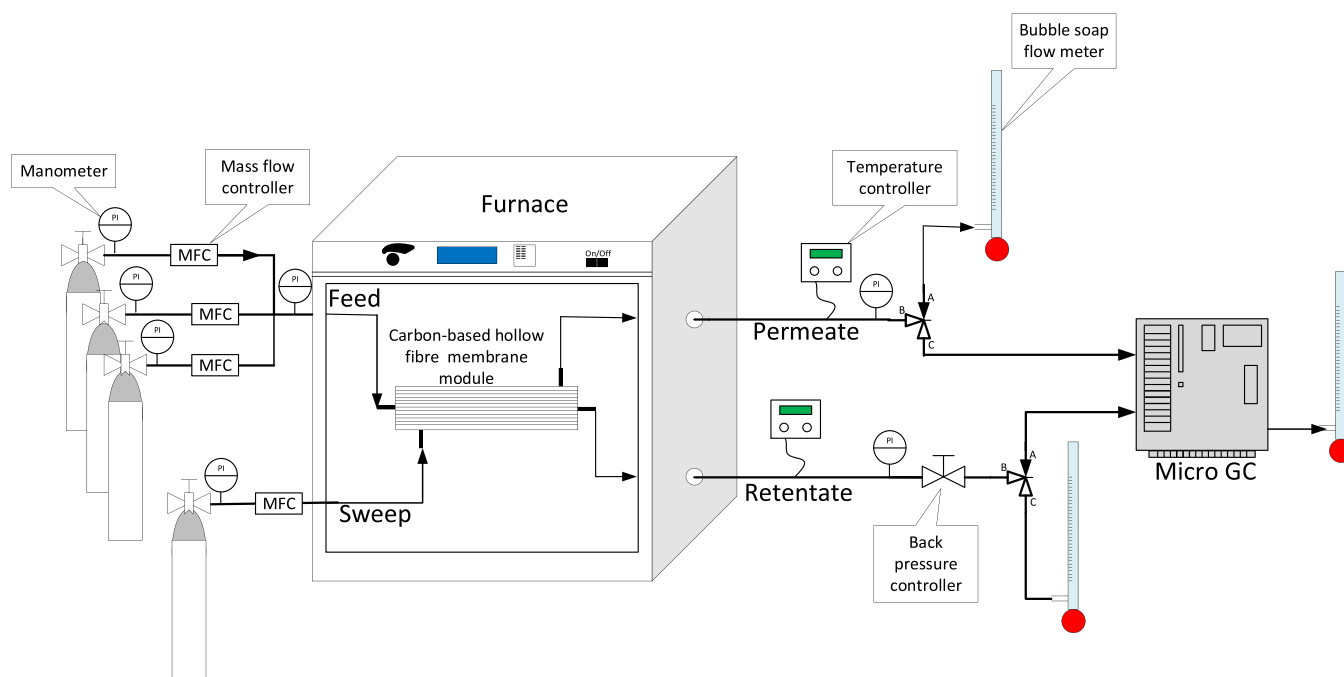 Bubble soap
flow meter
Manometer
Mass flow
controller
Temperature
controller
Furnace
PI
MFC
On/Off
PI
MFC
PI
Feed
PI
A
B
C
Permeate
PI
MFC
Carbon-based hollow
fibre membrane
module
PI
MFC
Sweep
PI
Retentate
A
B
C
Micro GC
Back
pressure
controller